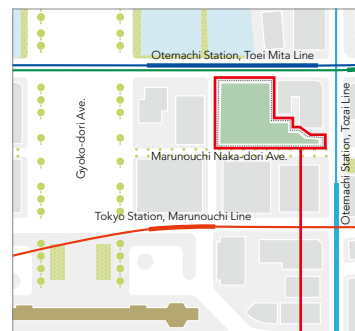 Otemachi Station, Toei Mita Line
Gyoko-dori Ave.
Otemachi Station, Tozai Line
Marunouchi Naka-dori Ave.
Tokyo Station, Marunouchi Line